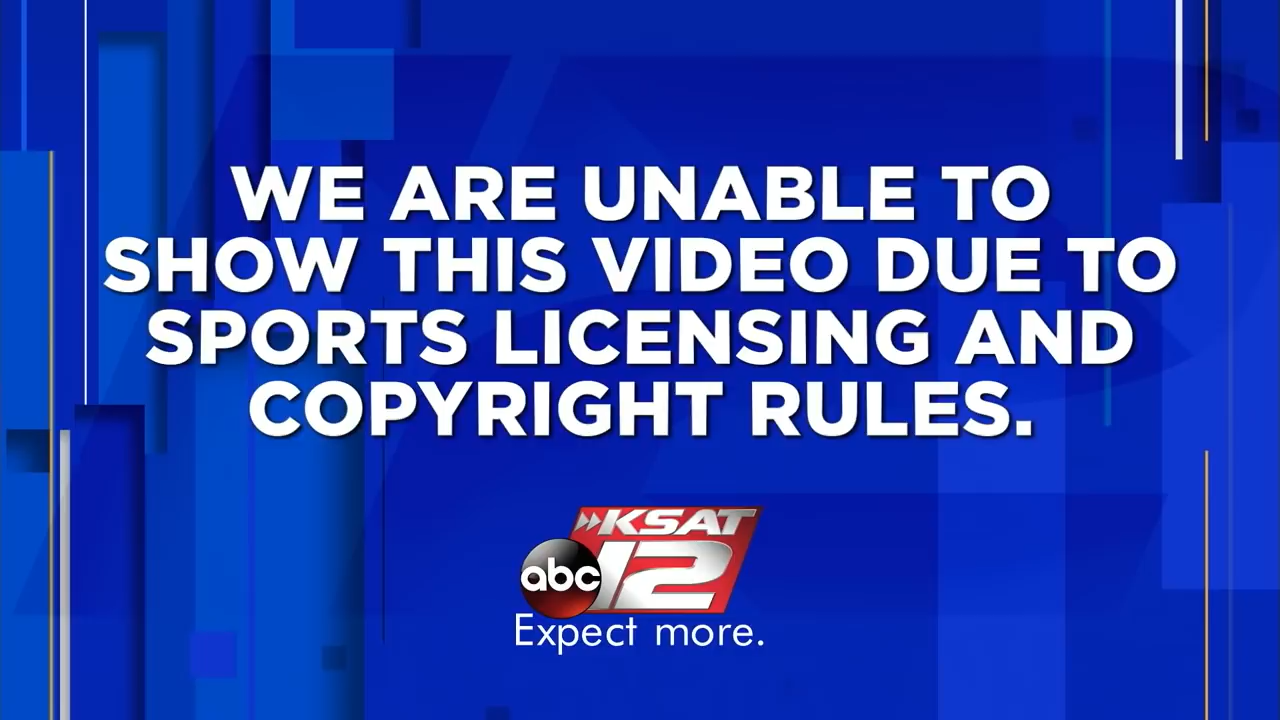 WE ARE UNABLE TO
SHOW THIS VIDEO DUE TO
SPORTS LICENSING AND
COPYRIGHT RULES.
KSAT
abc 12
Expect more.